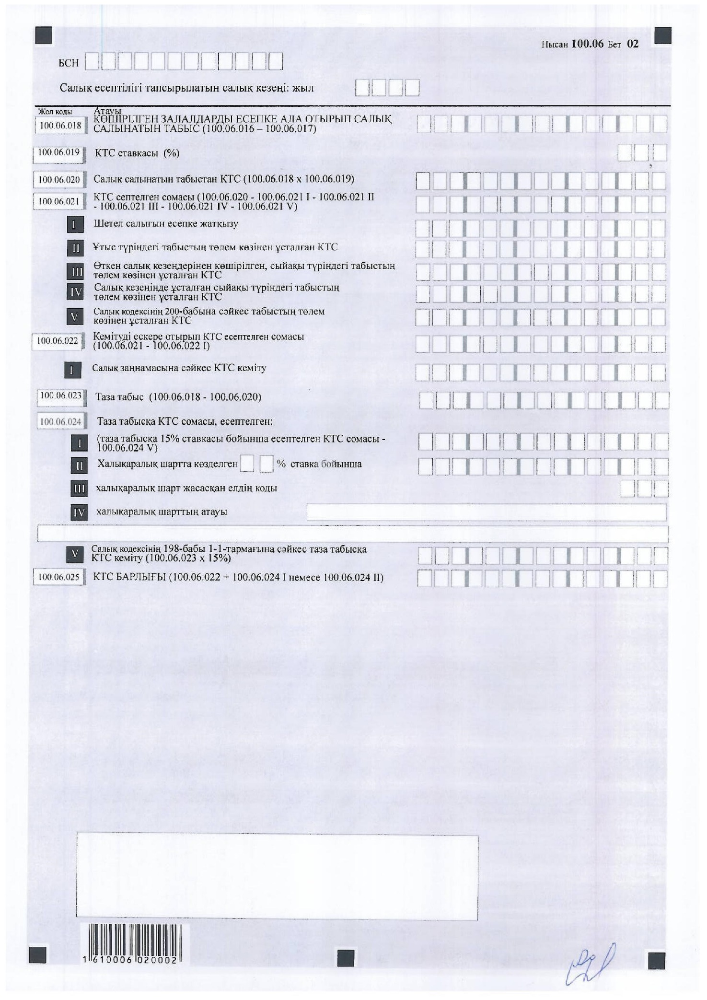 Нысан 100.06 Бет 02
БСН
Салық есептілігі тапсырылатын салық кезеңі: жыл
Жол коды Атауы
100.06.018 КӨШІРІЛГЕН ЗАЛАЛДАРДЫ ЕСЕПКЕ АЛА ОТЫРЫП САЛЫҚ
САЛЫНАТЫН ТАБЫС (100.06.016 – 100.06.017)
100.06.019 КТС ставкасы (%)
,
100.06.020 Салық салынатын табыстан КТС (100.06.018 х 100.06.019)
100.06.021 КТС септелген сомасы (100.06.020 - 100.06.021 I - 100.06.021 II
- 100.06.021 III - 100.06.021 IV - 100.06.021 V)
I Шетел салығын есепке жатқызу
II Ұтыс түріндегі табыстың төлем көзінен ұсталған КТС
III Өткен салық кезеңдерінен көшірілген, сыйақы түріндегі табыстың
төлем көзінен ұсталған КТС
IV Салық кезеңінде ұсталған сыйақы түріндегі табыстың
төлем көзінен ұсталған КТС
V Салық кодексінің 200-бабына сәйкес табыстың төлем
көзінен ұсталған КТС
100.06.022 Кемітуді ескере отырып КТС есептелген сомасы
(100.06.021 - 100.06.022 I)
I Салық заңнамасына сәйкес КТС кеміту
100.06.023 Таза табыс (100.06.018 - 100.06.020)
100.06.024 Таза табысқа КТС сомасы, есептелген:
I (таза табысқа 15% ставкасы бойынша есептелген КТС сомасы -
100.06.024 V)
II Халықаралық шартта көзделген % ставка бойынша
III халықаралық шарт жасасқан елдің коды
IV халықаралық шарттың атауы
V Салық кодексінің 198-бабы 1-1-тармағына сәйкес таза табысқа
КТС кеміту (100.06.023 х 15%)
100.06.025 КТС БАРЛЫҒЫ (100.06.022 + 100.06.024 I немесе 100.06.024 II)
1 610006 020002